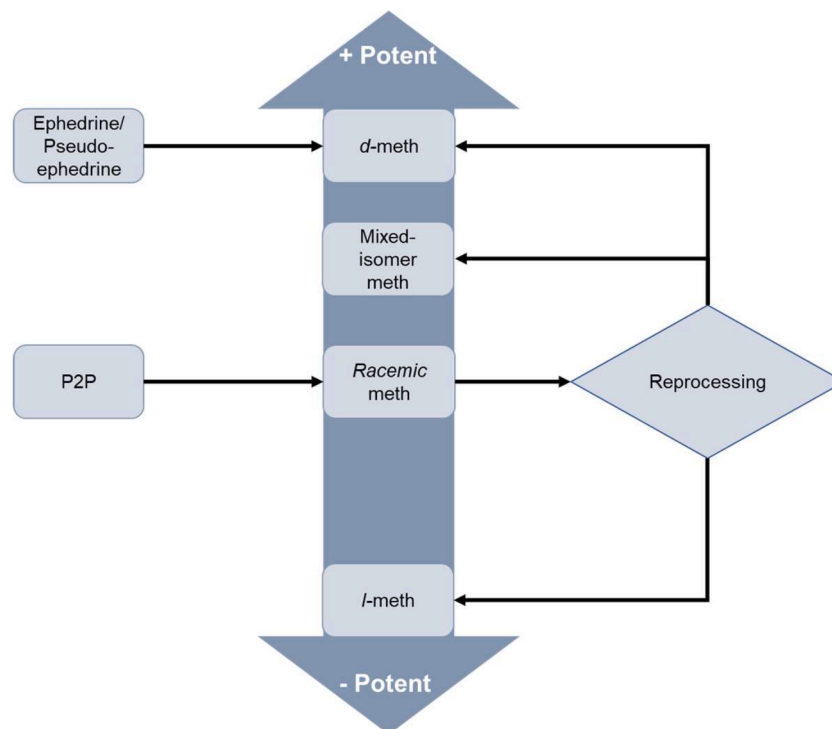 + Potent
Ephedrine/
Pseudo-
ephedrine
d-meth
Mixed-
isomer
meth
P2P
Racemic
meth
Reprocessing
l-meth
- Potent